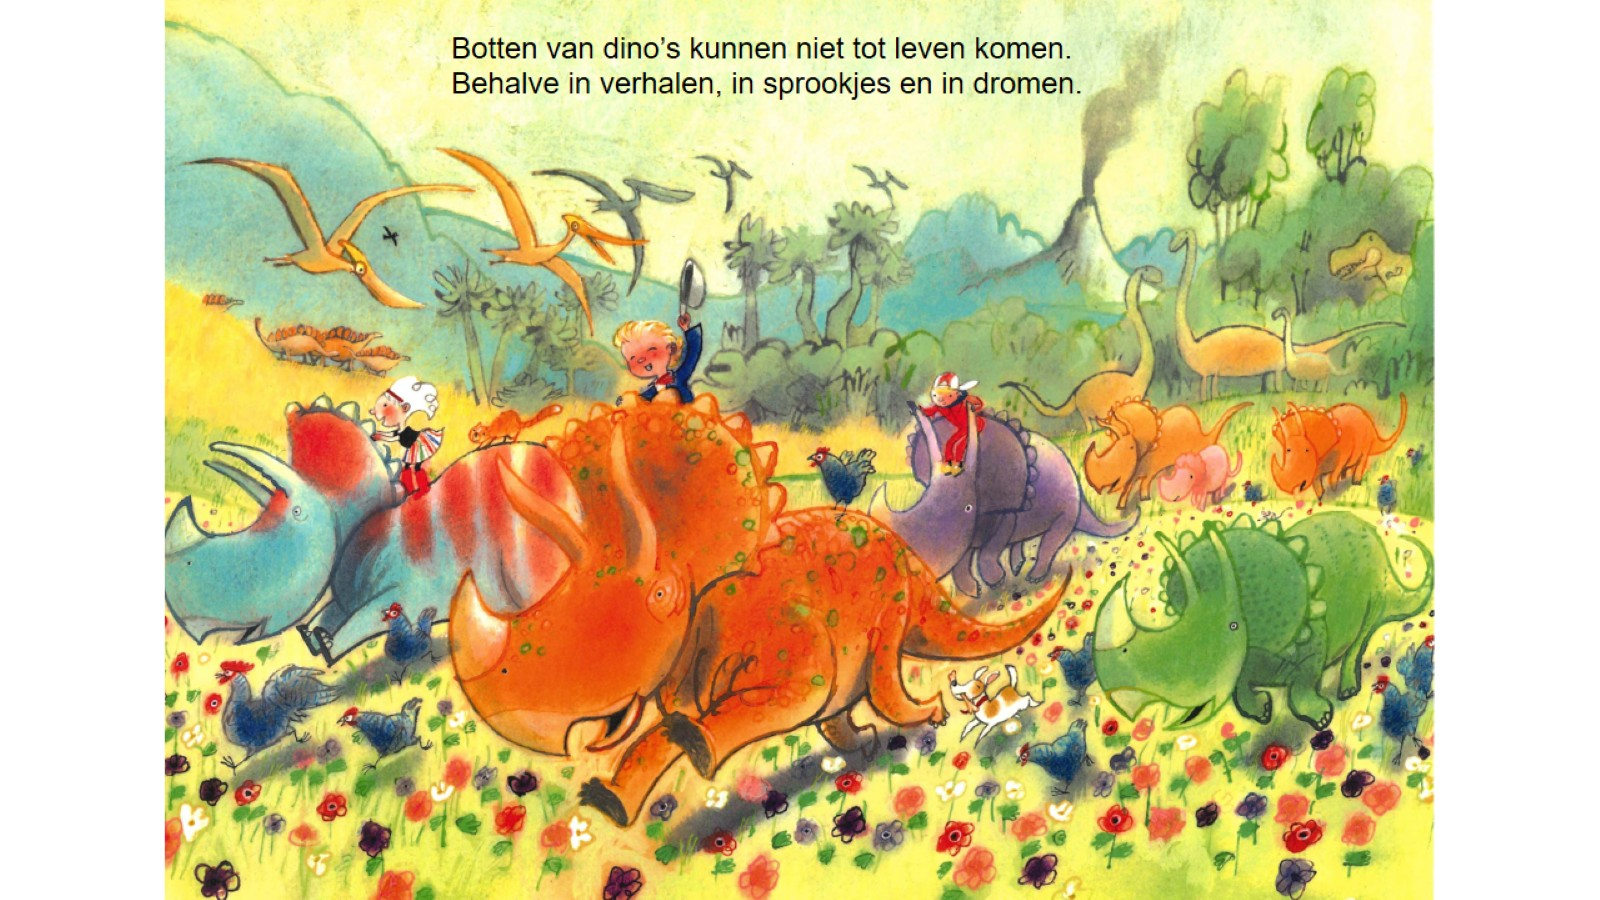 Botten van dino’s kunnen niet tot leven komen.
Behalve in verhalen, in sprookjes en in dromen.